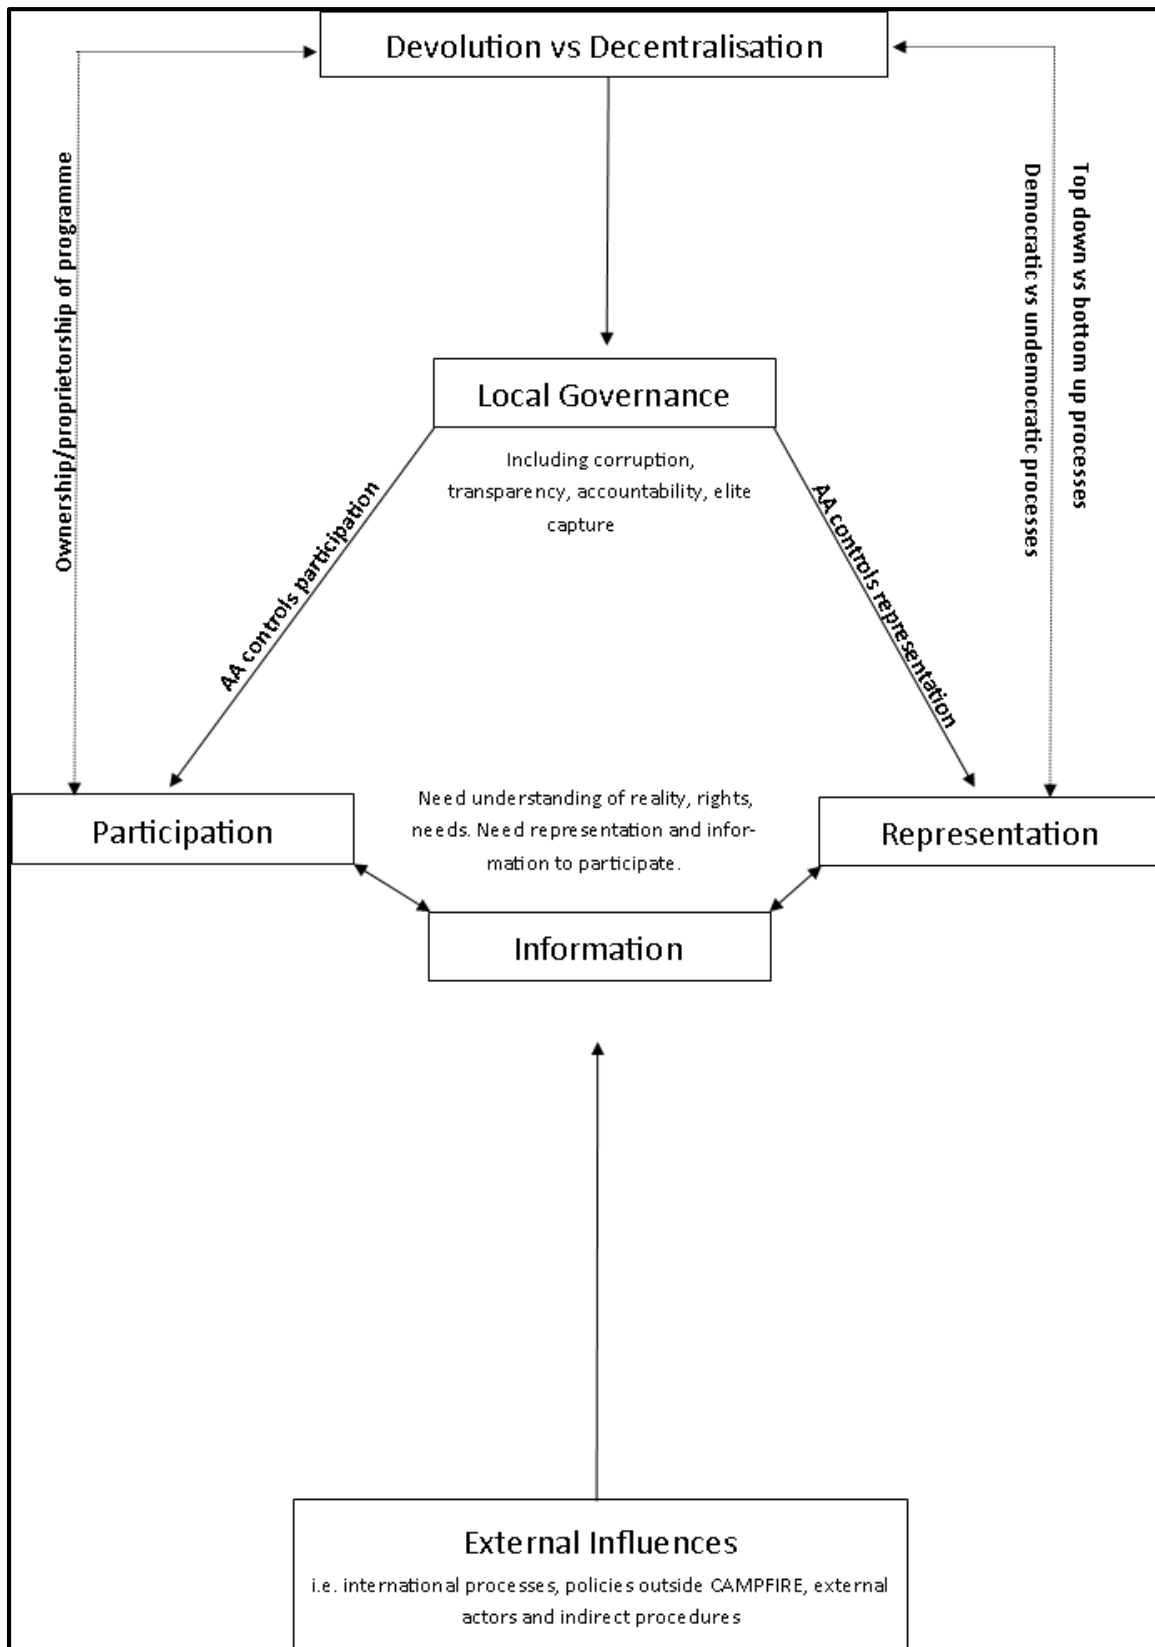 Devolution vs Decentralisation
Ownership/proprietorship of programme
Top down vs bottom up processes
Democratic vs undemocratic processes
Local Governance
Including corruption,
transparency, accountability, elite
capture
AA controls participation
AA controls representation
Participation
Need understanding of reality, rights,
needs. Need representation and infor-
mation to participate.
Representation
Information
External Influences
i.e. international processes, policies outside CAMPFIRE, external
actors and indirect procedures